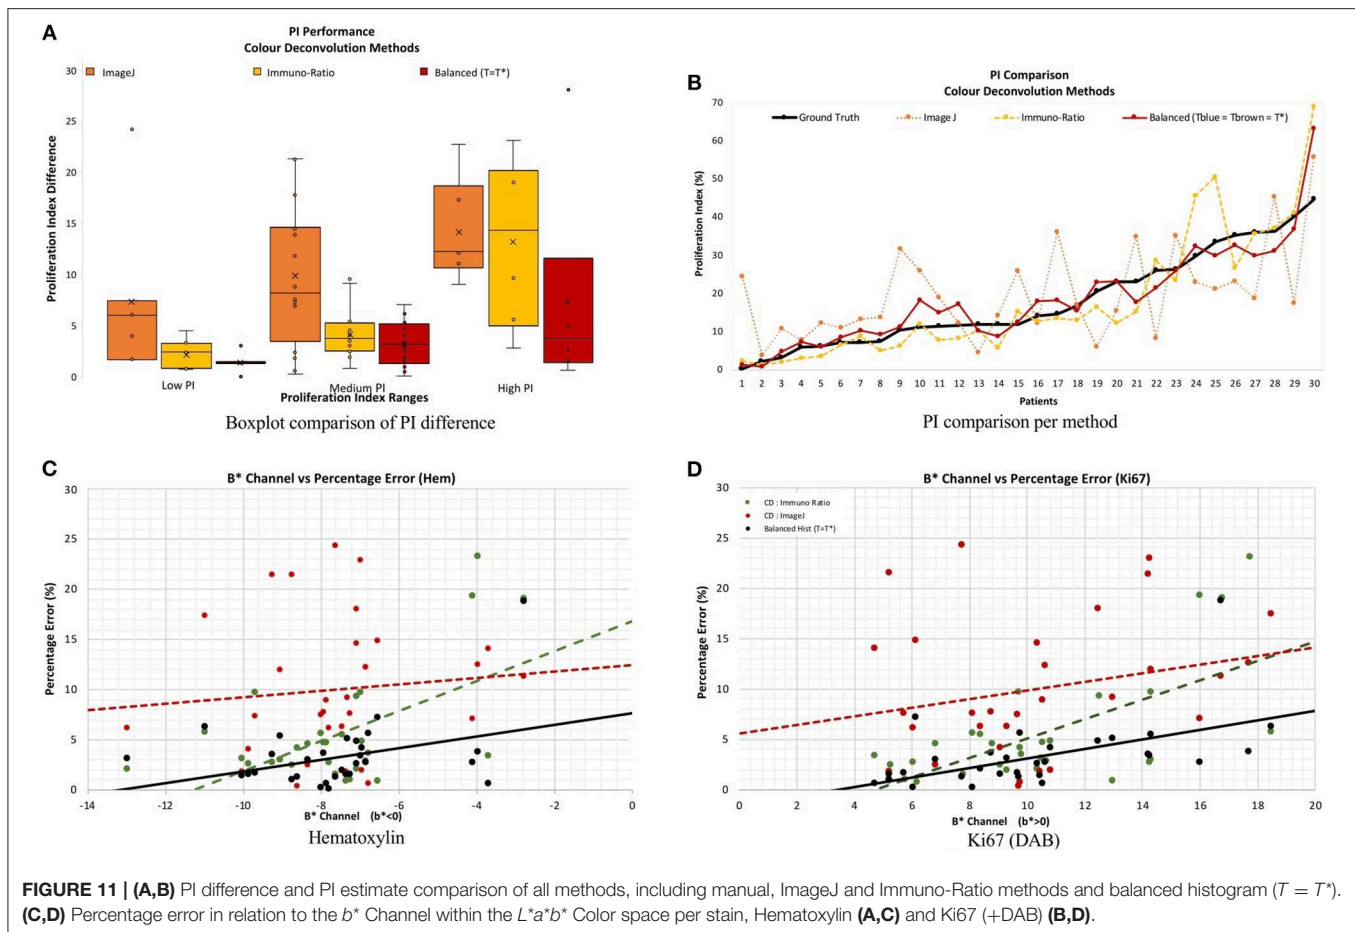 A
PI Performance
Colour Deconvolution Methods
ImageJ
Immuno-Ratio
Balanced (T=T*)
Proliferation Index Difference
30
25
20
15
10
5
0
Low PI
Medium PI
High PI
Proliferation Index Ranges
Boxplot comparison of PI difference
B
PI Comparison
Colour Deconvolution Methods
Ground Truth
Image J
Immuno-Ratio
Balanced (Tblue = Tbrown = T*)
Proliferation Index (%)
70
60
50
40
30
20
10
0
1 2 3 4 5 6 7 8 9 10 11 12 13 14 15 16 17 18 19 20 21 22 23 24 25 26 27 28 29 30
Patients
PI comparison per method
C
B* Channel vs Percentage Error (Hem)
Percentage Error (%)
30
25
20
15
10
5
0
-14 -12 -10 -8 -6 -4 -2 0
B* Channel (b*<0)
Hematoxylin
D
B* Channel vs Percentage Error (Ki67)
CD : Immuno Ratio
CD : ImageJ
Balanced Hist (T=T*)
Percentage Error (%)
30
25
20
15
10
5
0
0 2 4 6 8 10 12 14 16 18 20
B* Channel (b*>0)
Ki67 (DAB)
FIGURE 11 | (A,B) PI difference and PI estimate comparison of all methods, including manual, ImageJ and Immuno-Ratio methods and balanced histogram (T = T*).
(C,D) Percentage error in relation to the b* Channel within the L*a*b* Color space per stain, Hematoxylin (A,C) and Ki67 (+DAB) (B,D).